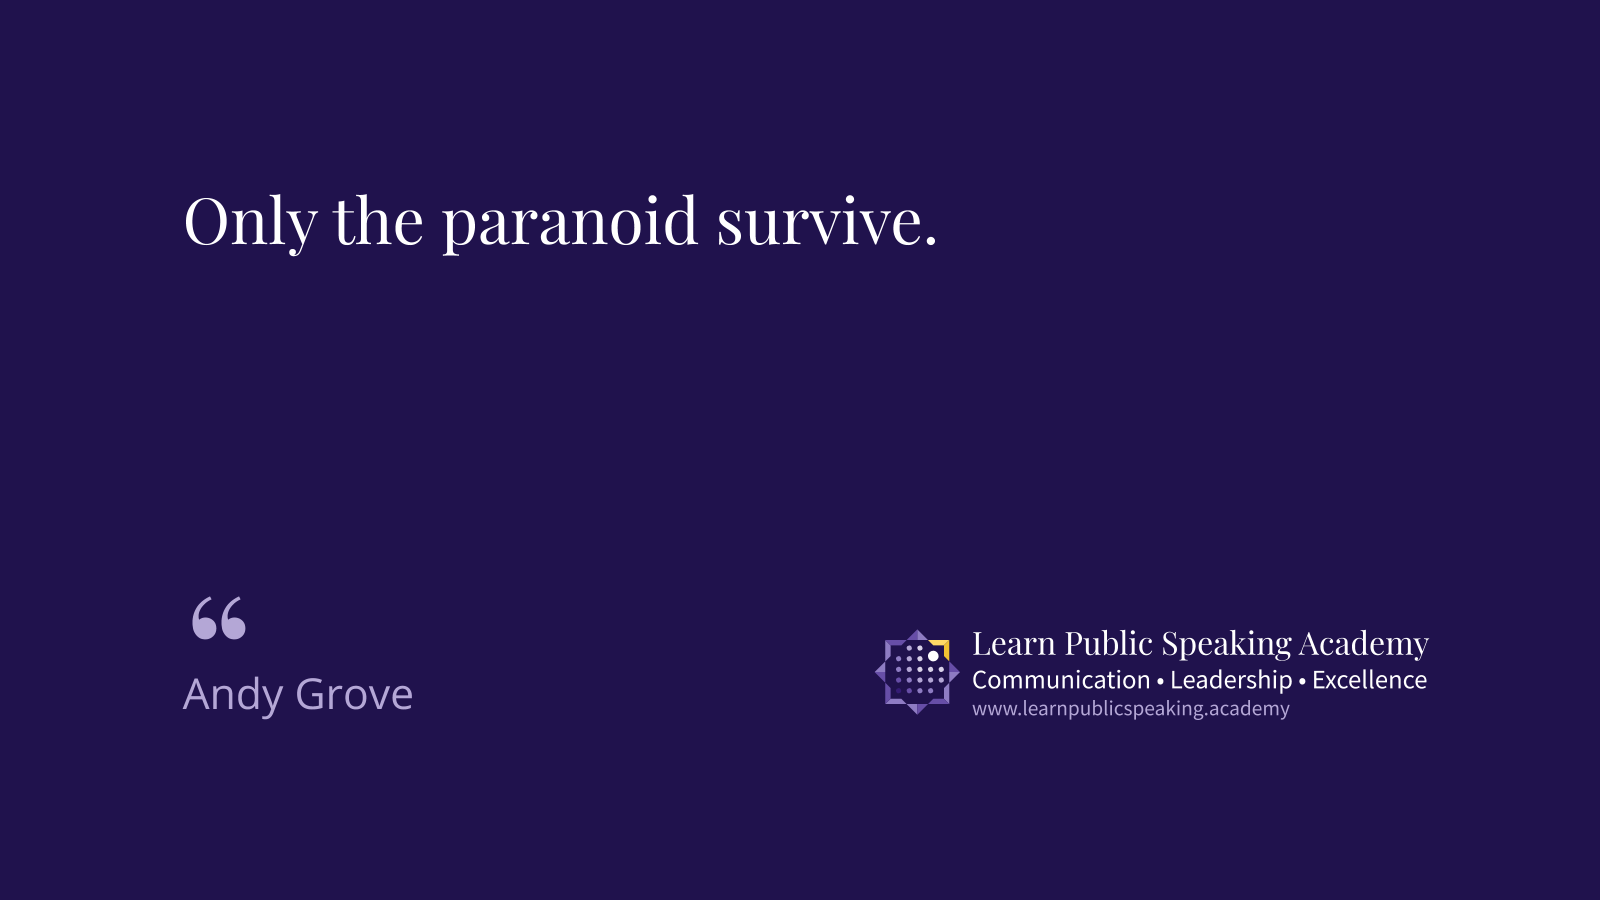 Only the paranoid survive.
“
Andy Grove
Learn Public Speaking Academy
Communication • Leadership • Excellence
www.learnpublicspeaking.academy